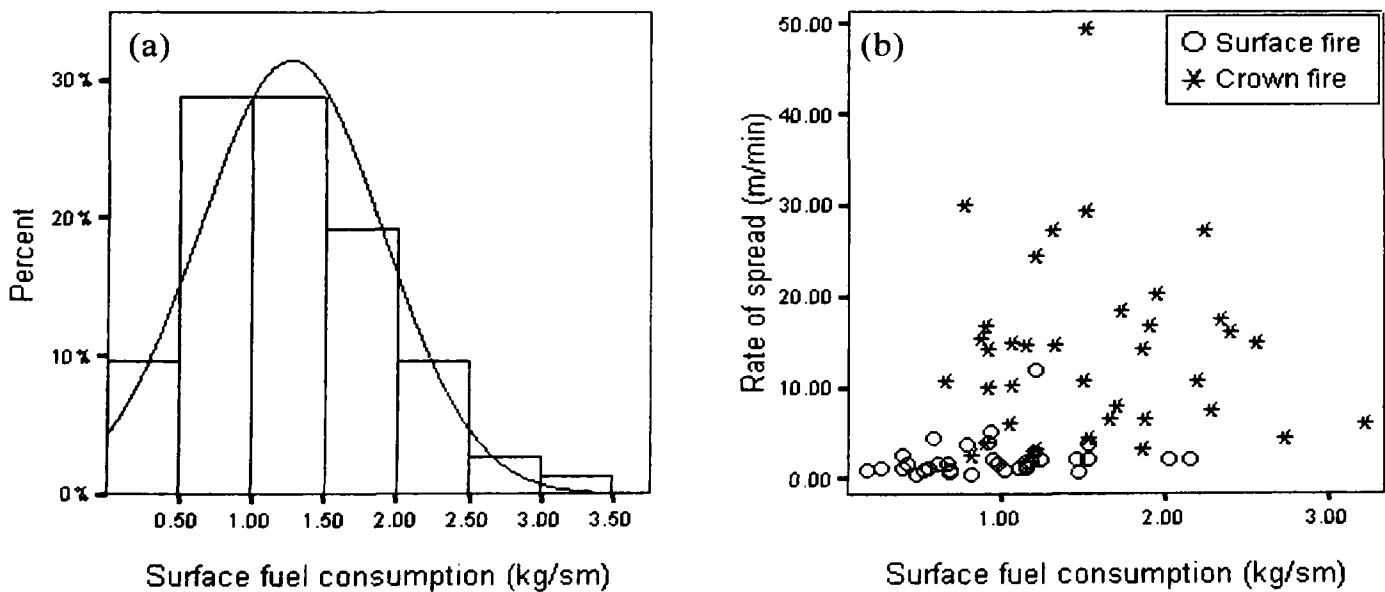 (a)
30%
20%
10%
0%
Percent
0.50 1.00 1.50 2.00 2.50 3.00 3.50
Surface fuel consumption (kg/sm)
(b)
Surface fire
Crown fire
50.00
40.00
30.00
20.00
10.00
0.00
Rate of spread (m/min)
1.00 2.00 3.00
Surface fuel consumption (kg/sm)